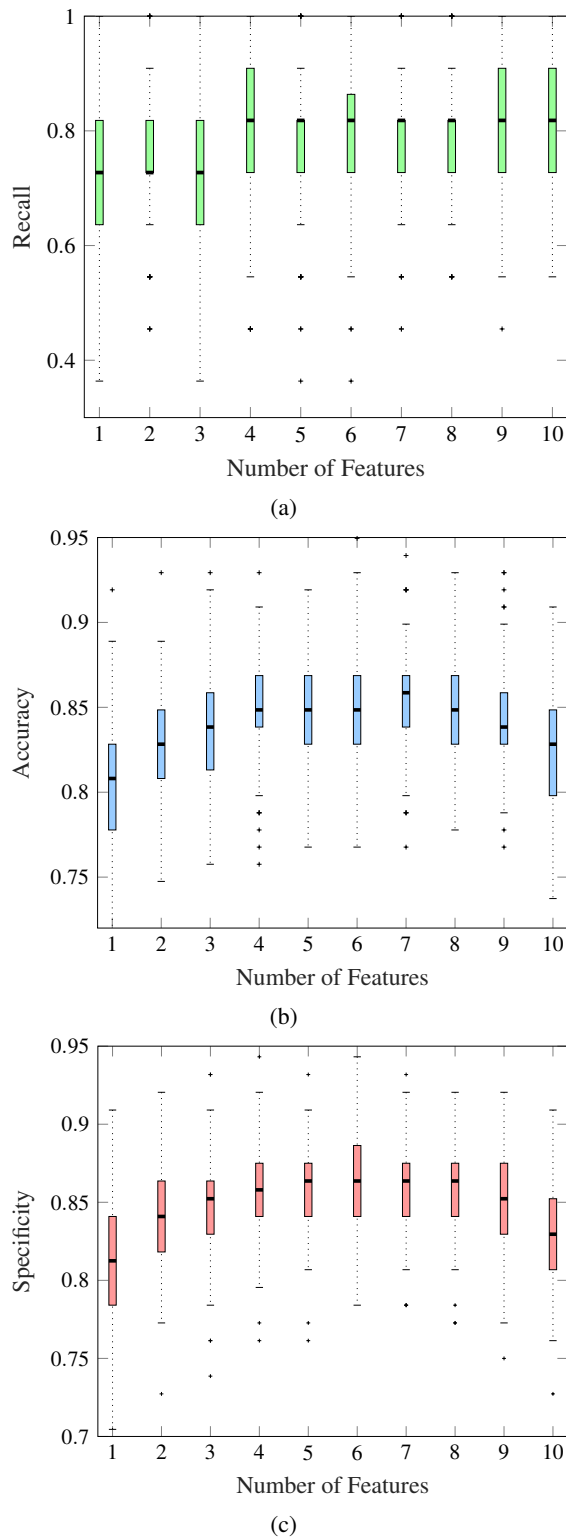 1
0.8
0.6
0.4
Recall
1 2 3 4 5 6 7 8 9 10
Number of Features
(a)
0.95
0.9
0.85
0.8
0.75
Accuracy
1 2 3 4 5 6 7 8 9 10
Number of Features
(b)
0.95
0.9
0.85
0.8
0.75
0.7
Specificity
1 2 3 4 5 6 7 8 9 10
Number of Features
(c)